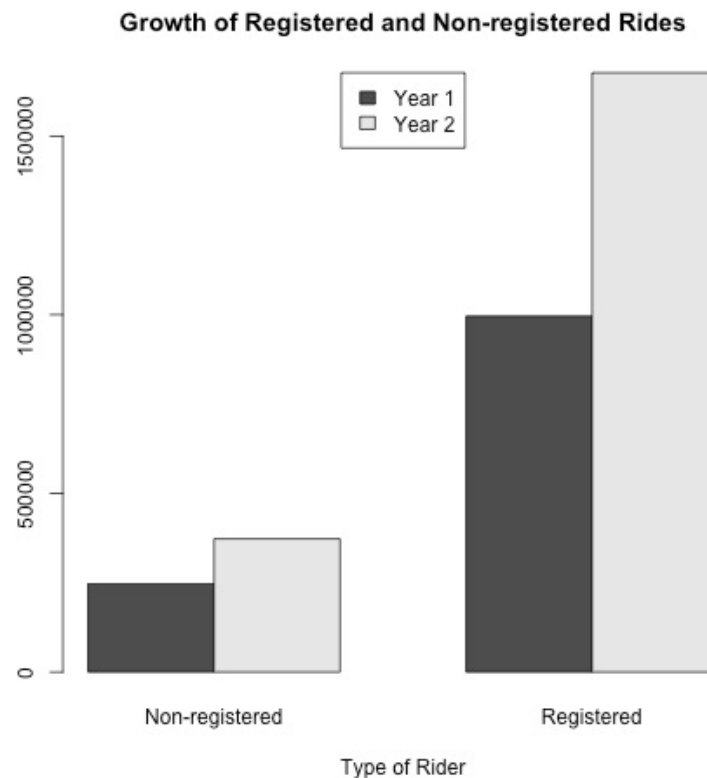 Growth of Registered and Non-registered Rides
Year 1
Year 2
1500000
1000000
500000
0
Non-registered
Registered
Type of Rider